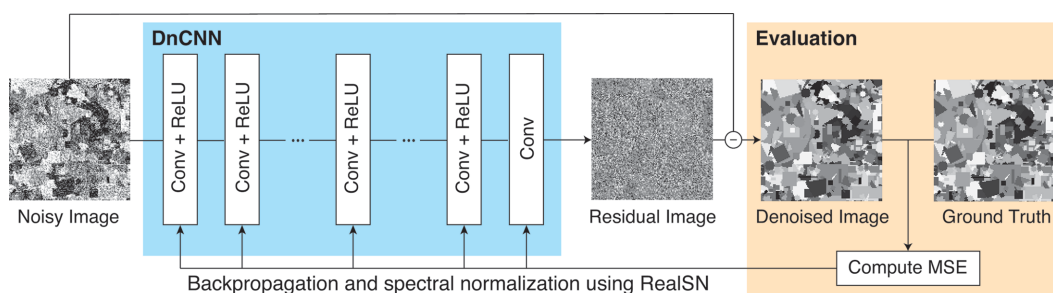 DnCNN
Evaluation
Conv + ReLU
Conv + ReLU
...
Conv + ReLU
...
Conv + ReLU
Conv
−
Noisy Image
Residual Image
Denoised Image
Ground Truth
Compute MSE
Backpropagation and spectral normalization using RealSN